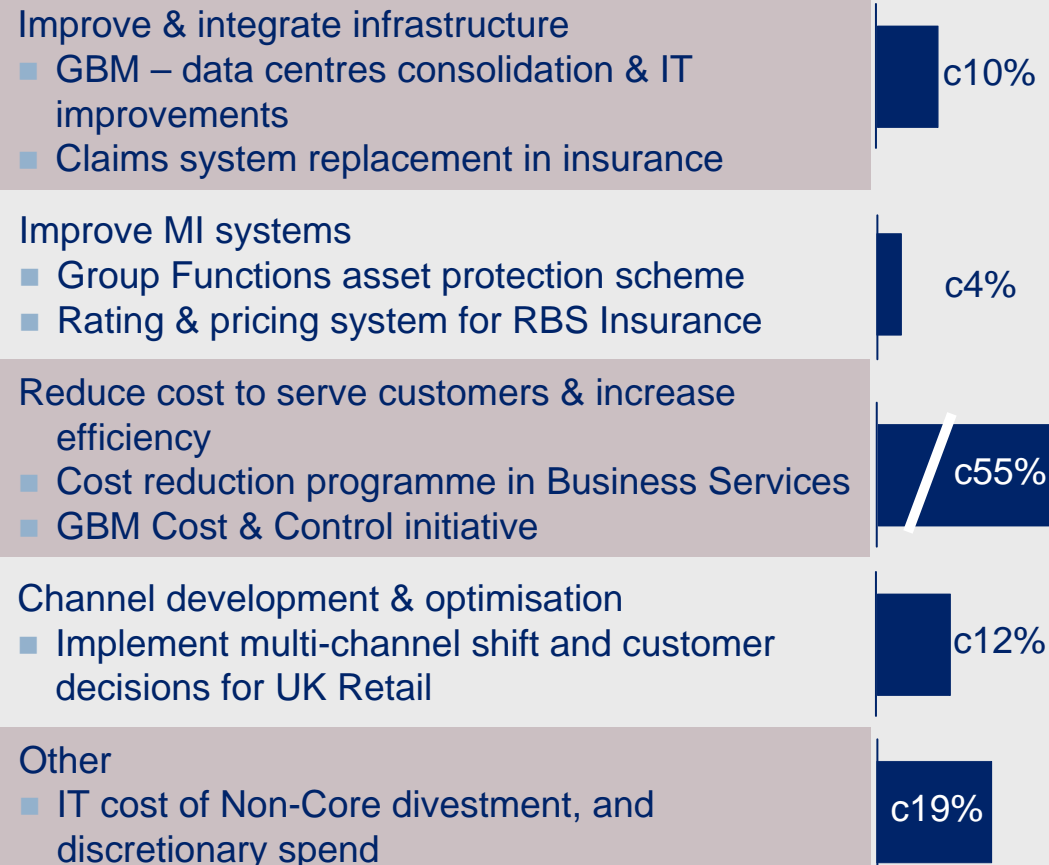 Improve & integrate infrastructure
■ GBM – data centres consolidation & IT
improvements
■ Claims system replacement in insurance
c10%
Improve MI systems
■ Group Functions asset protection scheme
■ Rating & pricing system for RBS Insurance
c4%
Reduce cost to serve customers & increase
efficiency
■ Cost reduction programme in Business Services
■ GBM Cost & Control initiative
c55%
Channel development & optimisation
■ Implement multi-channel shift and customer
decisions for UK Retail
c12%
Other
■ IT cost of Non-Core divestment, and
discretionary spend
c19%